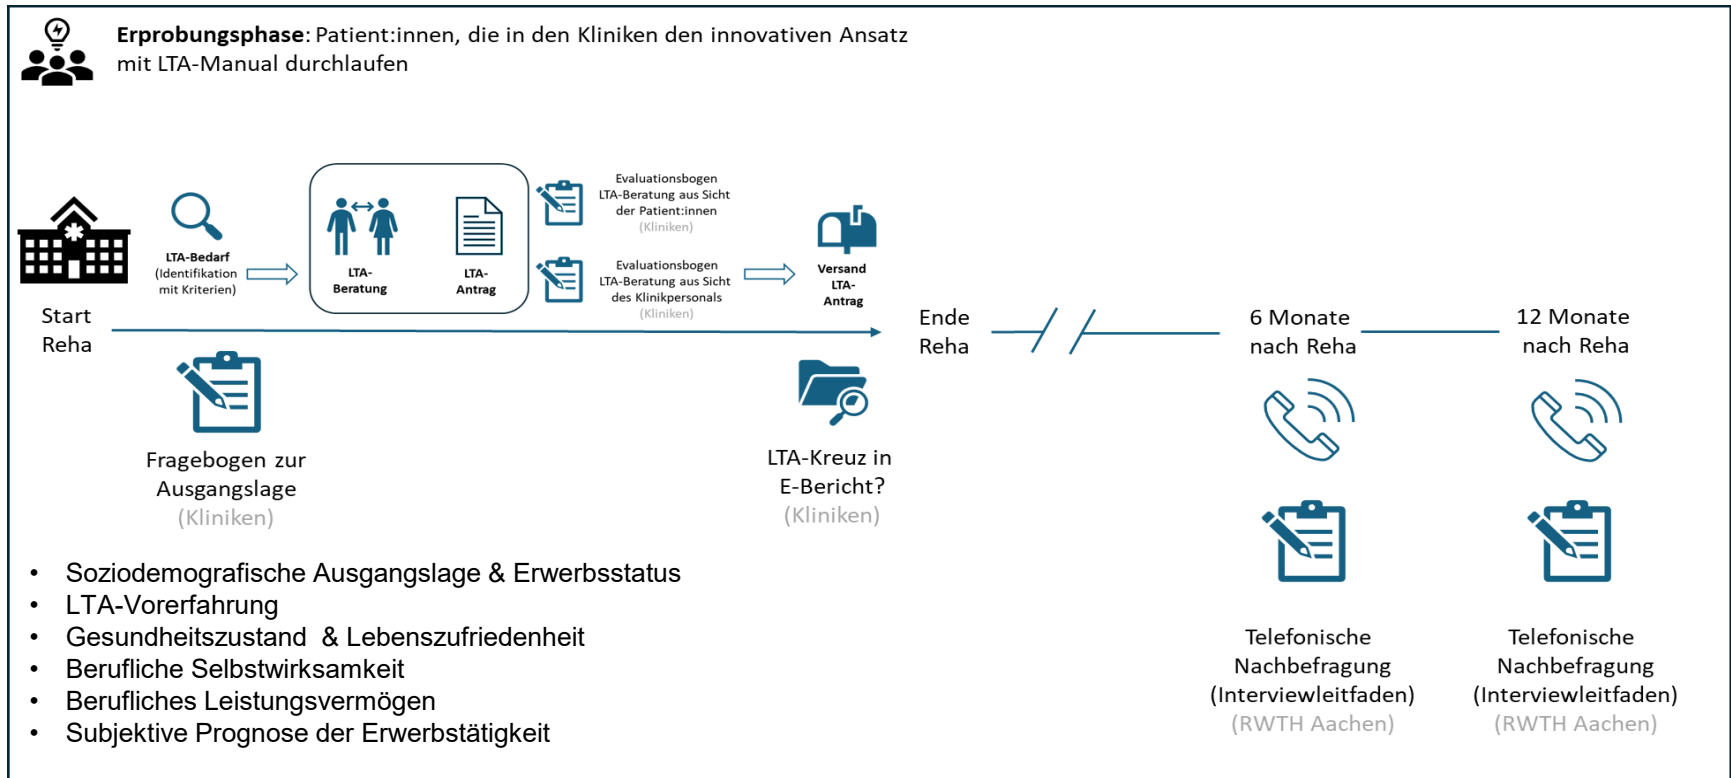 Erprobungsphase: Patient:innen, die in den Kliniken den innovativen Ansatz
mit LTA-Manual durchlaufen
LTA-Bedarf
(Identifikation
mit Kriterien)
LTA-
Beratung
LTA-
Antrag
Evaluationsbogen
LTA-Beratung aus Sicht
der Patient:innen
(Kliniken)
Evaluationsbogen
LTA-Beratung aus Sicht
des Klinikpersonals
(Kliniken)
Versand
LTA-
Antrag
Start
Reha
Ende
Reha
6 Monate
nach Reha
12 Monate
nach Reha
Fragebogen zur
Ausgangslage
(Kliniken)
LTA-Kreuz in
E-Bericht?
(Kliniken)
• Soziodemografische Ausgangslage & Erwerbsstatus
• LTA-Vorerfahrung
• Gesundheitszustand & Lebenszufriedenheit
• Berufliche Selbstwirksamkeit
• Berufliches Leistungsvermögen
• Subjektive Prognose der Erwerbstätigkeit
Telefonische
Nachbefragung
(Interviewleitfaden)
(RWTH Aachen)
Telefonische
Nachbefragung
(Interviewleitfaden)
(RWTH Aachen)